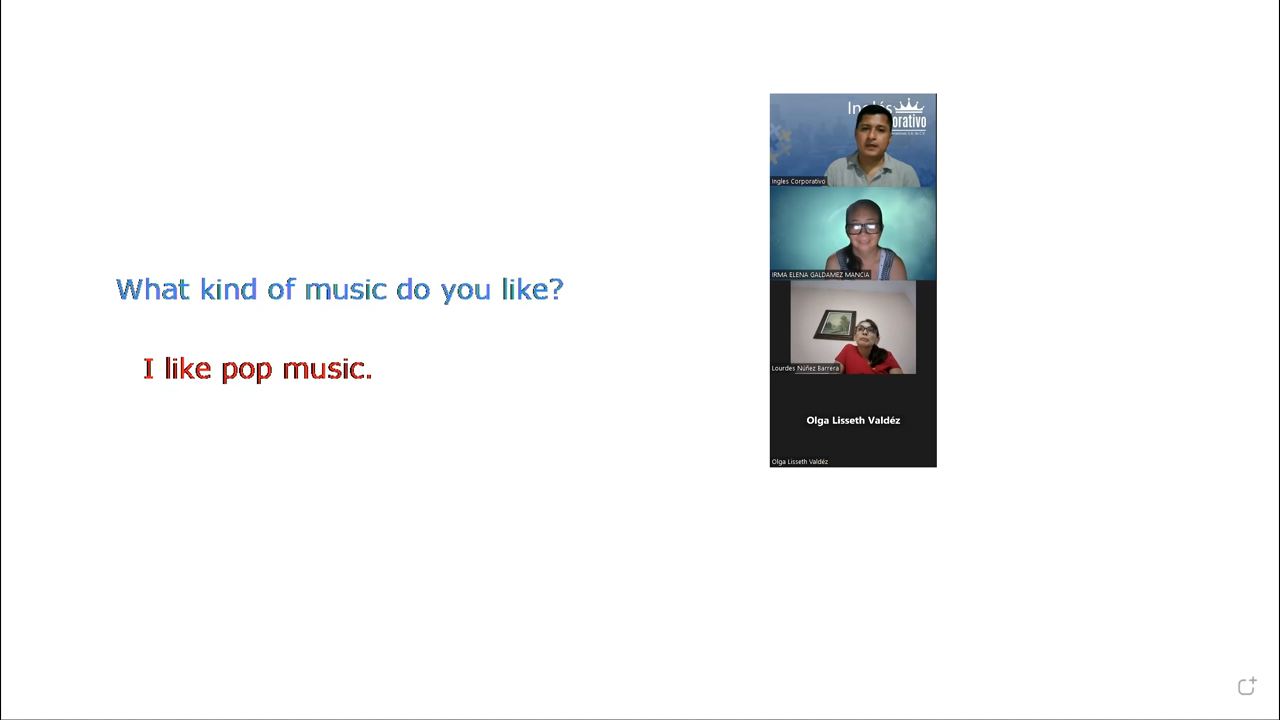 What kind of music do you like?
I like pop music.
Inglés
orativo
Ingles Corporativo
IRMA ELENA GALDAMEZ MANCIA
Lourdes Núñez Barrera
Olga Lisseth Valdéz
Olga Lisseth Valdéz